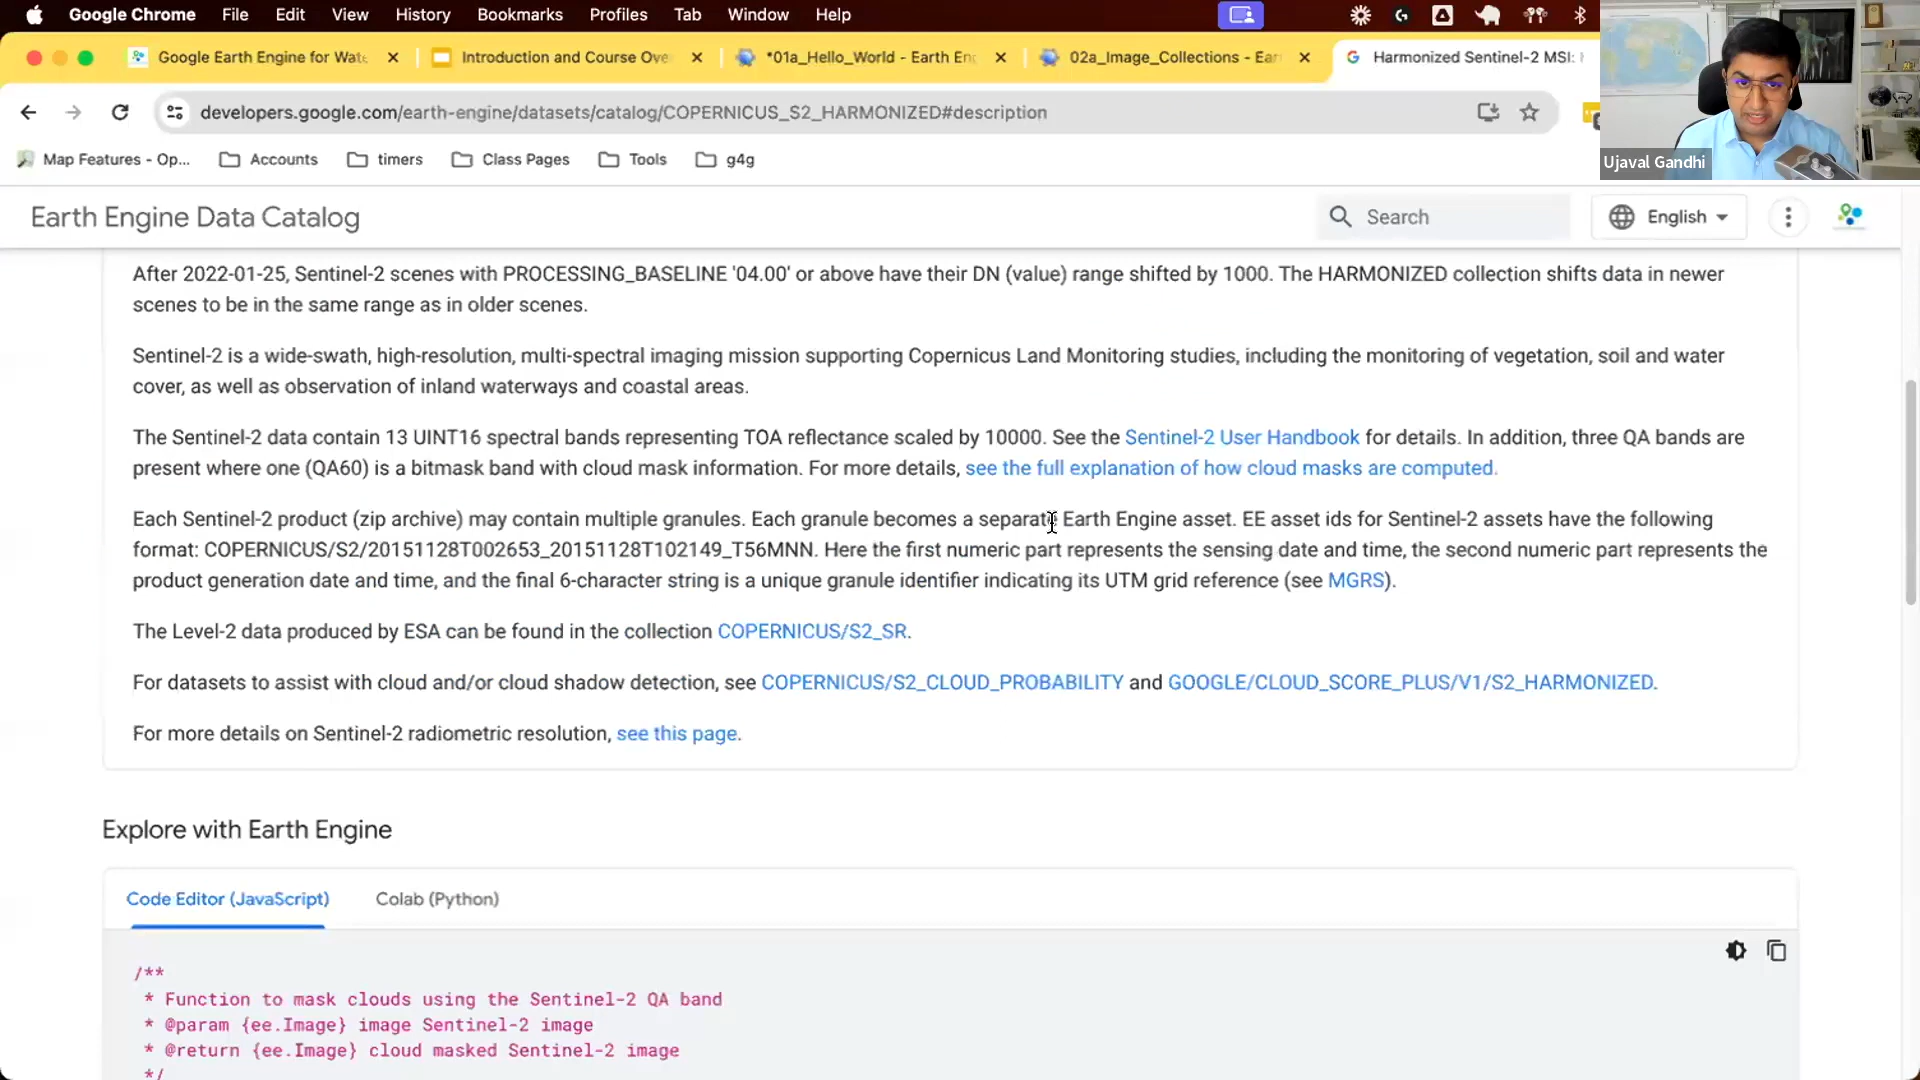 Google Chrome File Edit View History Bookmarks Profiles Tab Window Help
Google Earth Engine for Wate Introduction and Course Ove *01a_Hello_World - Earth Eng 02a_Image_Collections - Ear Harmonized Sentinel-2 MSI:
developers.google.com/earth-engine/datasets/catalog/COPERNICUS_S2_HARMONIZED#description
Map Features - Op... Accounts timers Class Pages Tools g4g
Ujaval Gandhi
Earth Engine Data Catalog Search English
After 2022-01-25, Sentinel-2 scenes with PROCESSING_BASELINE '04.00' or above have their DN (value) range shifted by 1000. The HARMONIZED collection shifts data in newer
scenes to be in the same range as in older scenes.
Sentinel-2 is a wide-swath, high-resolution, multi-spectral imaging mission supporting Copernicus Land Monitoring studies, including the monitoring of vegetation, soil and water
cover, as well as observation of inland waterways and coastal areas.
The Sentinel-2 data contain 13 UINT16 spectral bands representing TOA reflectance scaled by 10000. See the Sentinel-2 User Handbook for details. In addition, three QA bands are
present where one (QA60) is a bitmask band with cloud mask information. For more details, see the full explanation of how cloud masks are computed.
Each Sentinel-2 product (zip archive) may contain multiple granules. Each granule becomes a separate Earth Engine asset. EE asset ids for Sentinel-2 assets have the following
format: COPERNICUS/S2/20151128T002653_20151128T102149_T56MNN. Here the first numeric part represents the sensing date and time, the second numeric part represents the
product generation date and time, and the final 6-character string is a unique granule identifier indicating its UTM grid reference (see MGRS).
The Level-2 data produced by ESA can be found in the collection COPERNICUS/S2_SR.
For datasets to assist with cloud and/or cloud shadow detection, see COPERNICUS/S2_CLOUD_PROBABILITY and GOOGLE/CLOUD_SCORE_PLUS/V1/S2_HARMONIZED.
For more details on Sentinel-2 radiometric resolution, see this page.
Explore with Earth Engine
Code Editor (JavaScript) Colab (Python)
/**
* Function to mask clouds using the Sentinel-2 QA band
* @param {ee.Image} image Sentinel-2 image
* @return {ee.Image} cloud masked Sentinel-2 image
*/